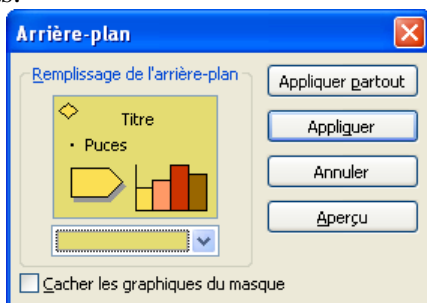 Arrière-plan
Remplissage de l'arrière-plan
Titre
• Puces
Appliquer partout
Appliquer
Annuler
Aperçu
Cacher les graphiques du masque